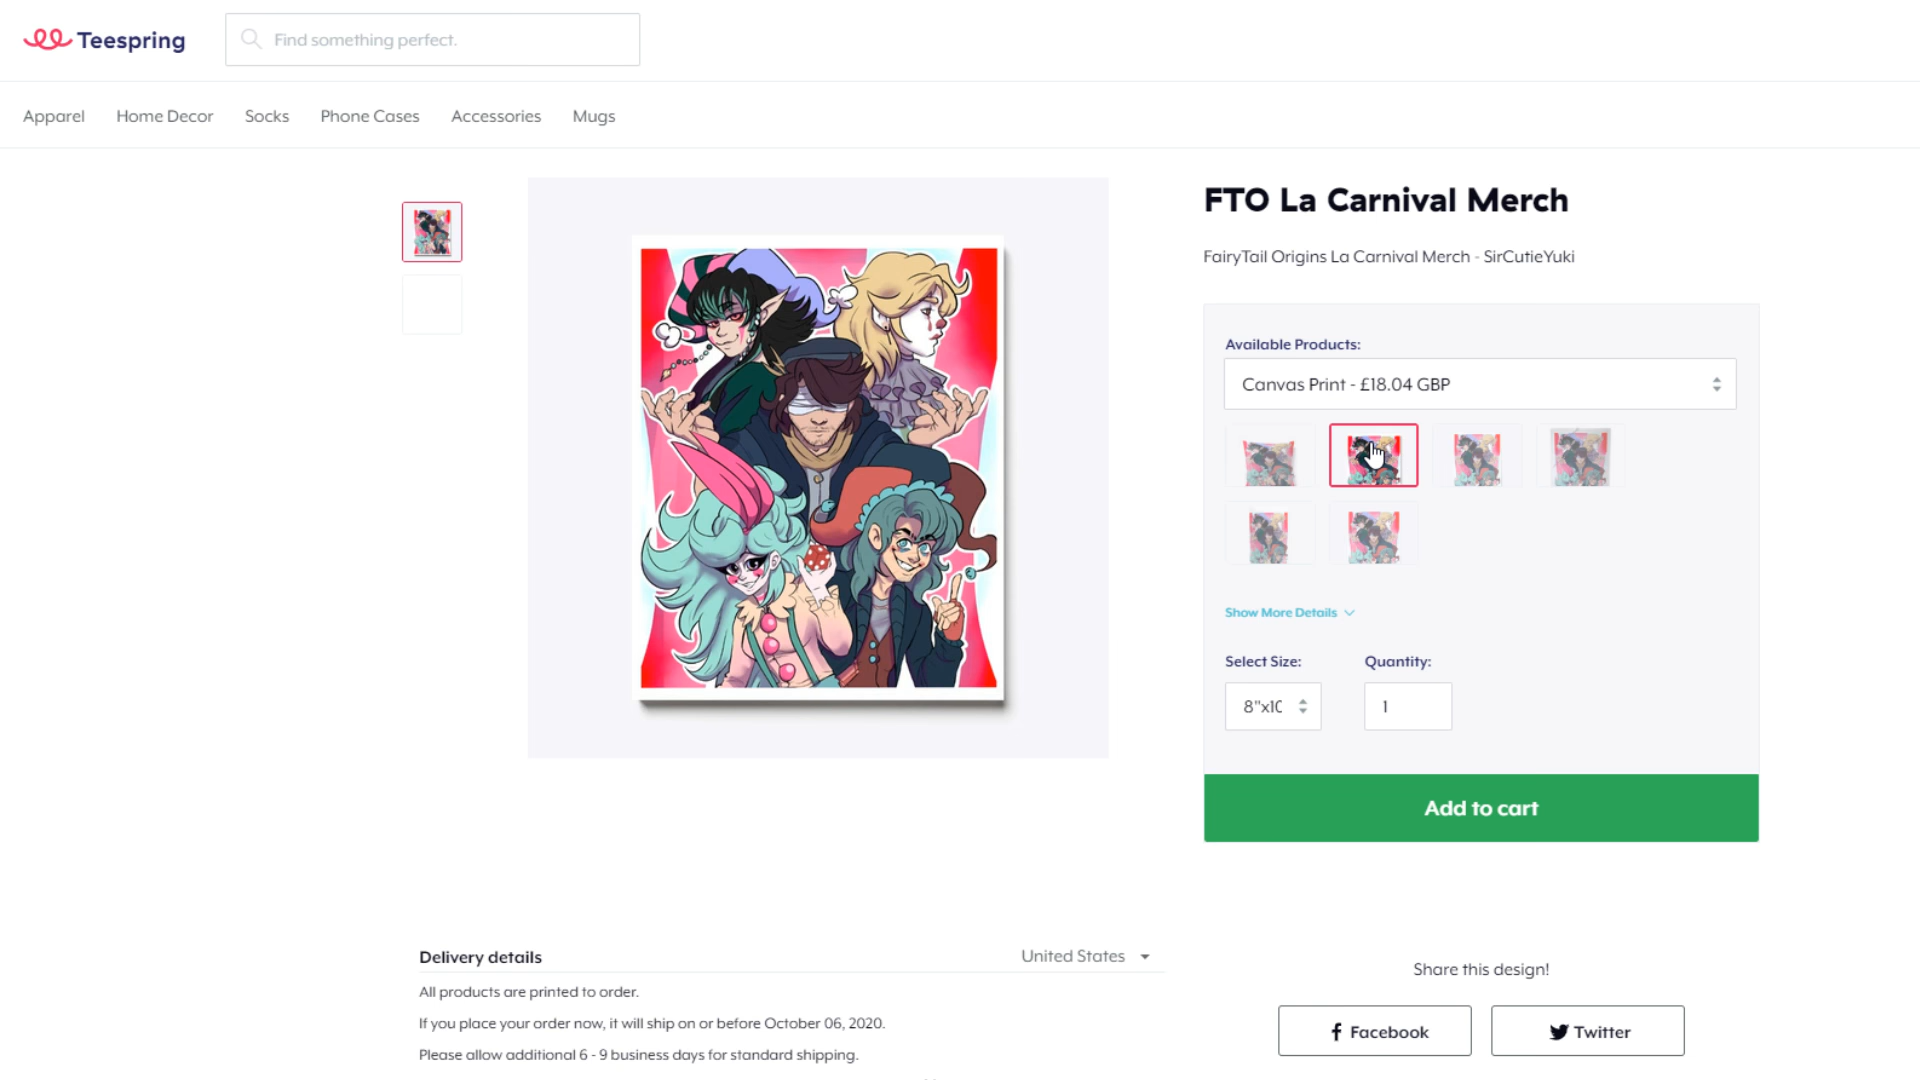 Teespring
Find something perfect.
Apparel Home Decor Socks Phone Cases Accessories Mugs
FTO La Carnival Merch
FairyTail Origins La Carnival Merch - SirCutieYuki
Available Products:
Canvas Print - £18.04 GBP
Show More Details
Select Size: Quantity:
8"x1C 1
Add to cart
Delivery details United States
All products are printed to order.
If you place your order now, it will ship on or before October 06, 2020.
Please allow additional 6 - 9 business days for standard shipping.
Share this design!
Facebook Twitter